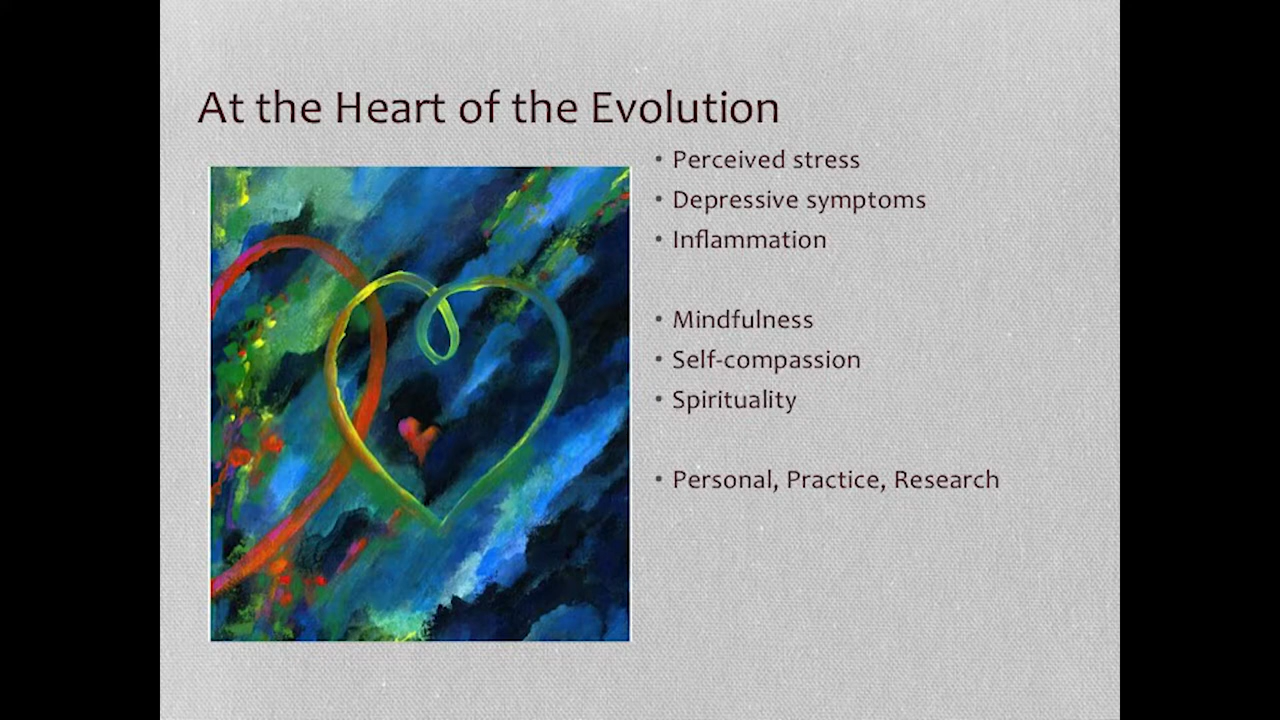 At the Heart of the Evolution
• Perceived stress
• Depressive symptoms
• Inflammation
• Mindfulness
• Self-compassion
• Spirituality
• Personal, Practice, Research